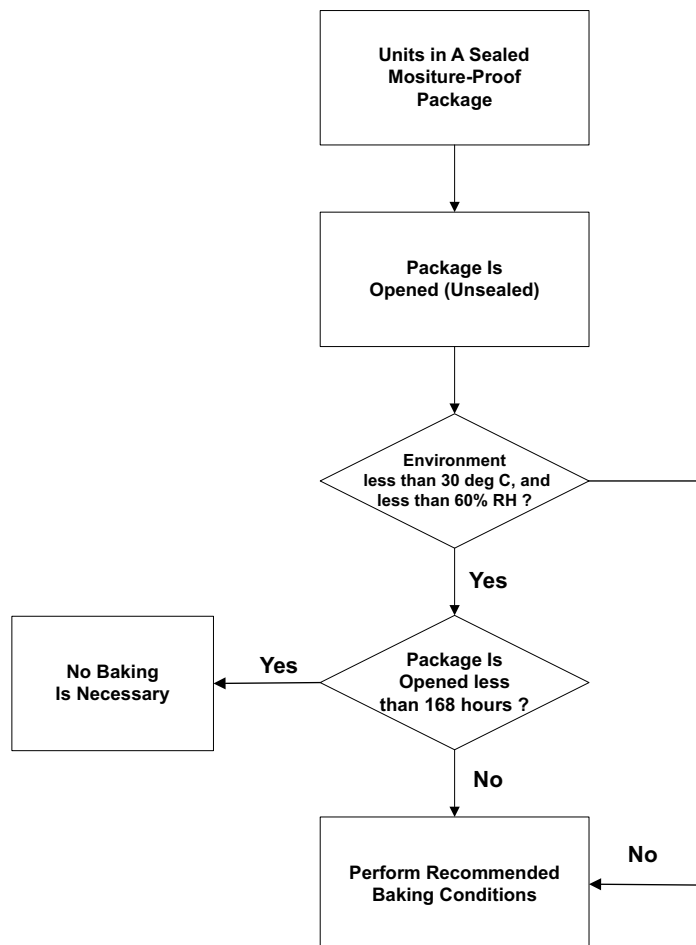 Units in A Sealed
Mositure-Proof
Package
Package Is
Opened (Unsealed)
Environment
less than 30 deg C, and
less than 60% RH ?
Yes
Yes
No Baking
Is Necessary
Package Is
Opened less
than 168 hours ?
No
No
Perform Recommended
Baking Conditions